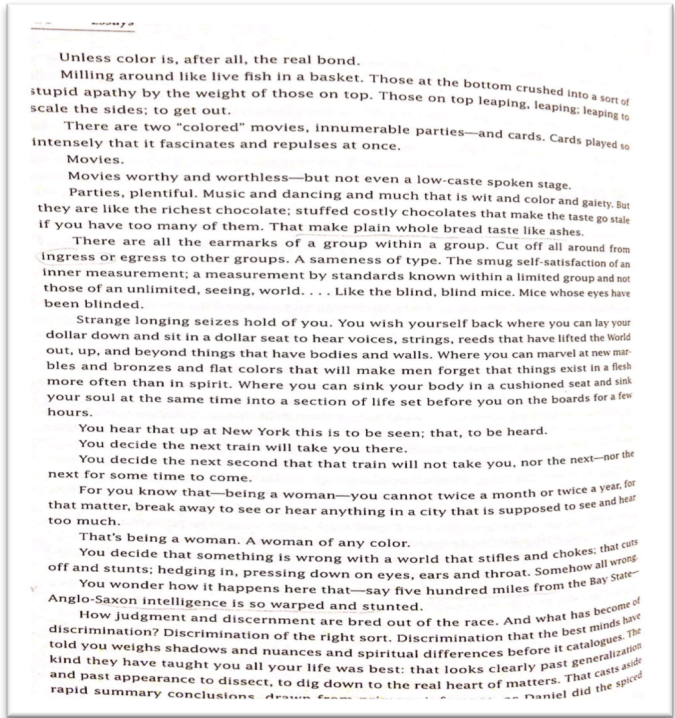 Essays
Unless color is, after all, the real bond.
Milling around like live fish in a basket. Those at the bottom crushed into a sort of
stupid apathy by the weight of those on top. Those on top leaping, leaping; leaping to
scale the sides; to get out.
There are two “colored” movies, innumerable parties—and cards. Cards played so
intensely that it fascinates and repulses at once.
Movies.
Movies worthy and worthless—but not even a low-caste spoken stage.
Parties, plentiful. Music and dancing and much that is wit and color and gaiety. But
they are like the richest chocolate; stuffed costly chocolates that make the taste go stale
if you have too many of them. That make plain whole bread taste like ashes.
There are all the earmarks of a group within a group. Cut off all around from
ingress or egress to other groups. A sameness of type. The smug self-satisfaction of an
inner measurement; a measurement by standards known within a limited group and not
those of an unlimited, seeing, world. . . . Like the blind, blind mice. Mice whose eyes have
been blinded.
Strange longing seizes hold of you. You wish yourself back where you can lay your
dollar down and sit in a dollar seat to hear voices, strings, reeds that have lifted the World
out, up, and beyond things that have bodies and walls. Where you can marvel at new mar-
bles and bronzes and flat colors that will make men forget that things exist in a flesh
more often than in spirit. Where you can sink your body in a cushioned seat and sink
your soul at the same time into a section of life set before you on the boards for a few
hours.
You hear that up at New York this is to be seen; that, to be heard.
You decide the next train will take you there.
You decide the next second that that train will not take you, nor the next—nor the
next for some time to come.
For you know that—being a woman—you cannot twice a month or twice a year, for
that matter, break away to see or hear anything in a city that is supposed to see and hear
too much.
That’s being a woman. A woman of any color.
You decide that something is wrong with a world that stifles and chokes; that cuts
off and stunts; hedging in, pressing down on eyes, ears and throat. Somehow all wrong.
You wonder how it happens here that—say five hundred miles from the Bay State—
Anglo-Saxon intelligence is so warped and stunted.
How judgment and discernment are bred out of the race. And what has become of
discrimination? Discrimination of the right sort. Discrimination that the best minds have
told you weighs shadows and nuances and spiritual differences before it catalogues. The
kind they have taught you all your life was best: that looks clearly past generalization
and past appearance to dissect, to dig down to the real heart of matters. That casts aside
rapid summary conclusions, drawn from as Daniel did the spiced